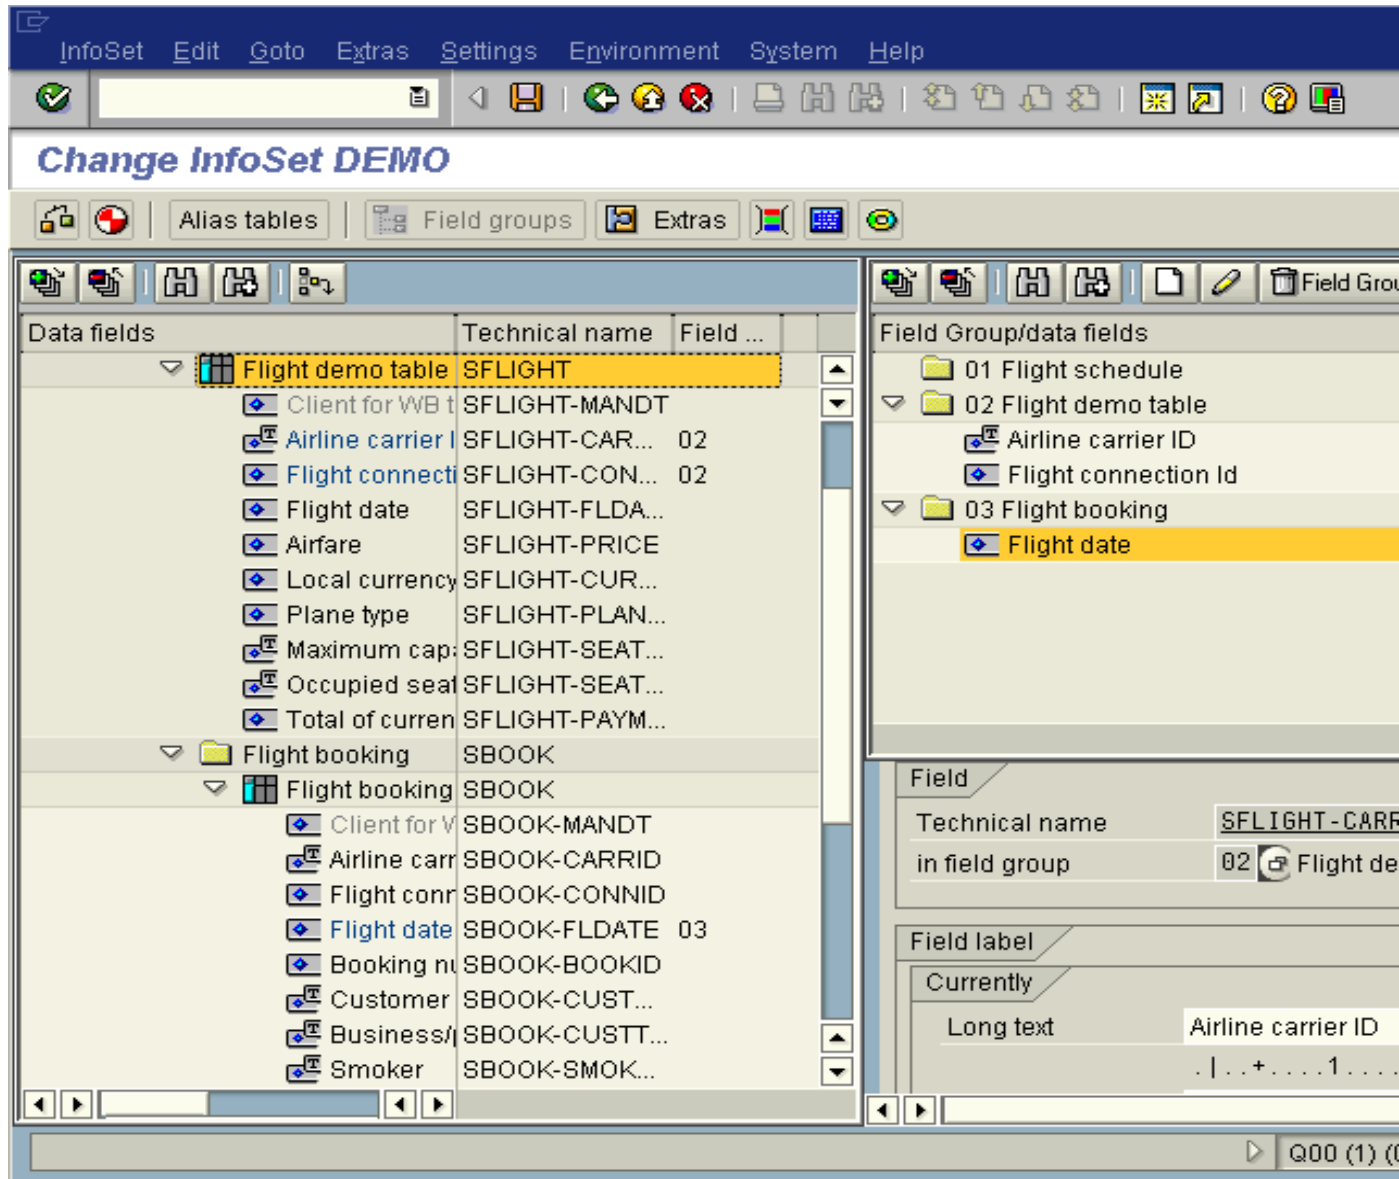 InfoSet Edit Goto Extras Settings Environment System Help
Change InfoSet DEMO
Alias tables Field groups Extras
Field Grou
Data fields Technical name Field ...
Flight demo table SFLIGHT
Client for WB t SFLIGHT-MANDT
Airline carrier I SFLIGHT-CAR... 02
Flight connecti SFLIGHT-CON... 02
Flight date SFLIGHT-FLDA...
Airfare SFLIGHT-PRICE
Local currency SFLIGHT-CUR...
Plane type SFLIGHT-PLAN...
Maximum capa SFLIGHT-SEAT...
Occupied seat SFLIGHT-SEAT...
Total of curren SFLIGHT-PAYM...
Flight booking SBOOK
Flight booking SBOOK
Client for W SBOOK-MANDT
Airline carr SBOOK-CARRID
Flight conn SBOOK-CONNID
Flight date SBOOK-FLDATE 03
Booking nu SBOOK-BOOKID
Customer SBOOK-CUST...
Business/p SBOOK-CUSTT...
Smoker SBOOK-SMOK...
Field Group/data fields
01 Flight schedule
02 Flight demo table
Airline carrier ID
Flight connection Id
03 Flight booking
Flight date
Field
Technical name SFLIGHT-CARR
in field group 02 Flight de
Field label
Currently
Long text Airline carrier ID
.|..+....1....
Q00 (1) (0